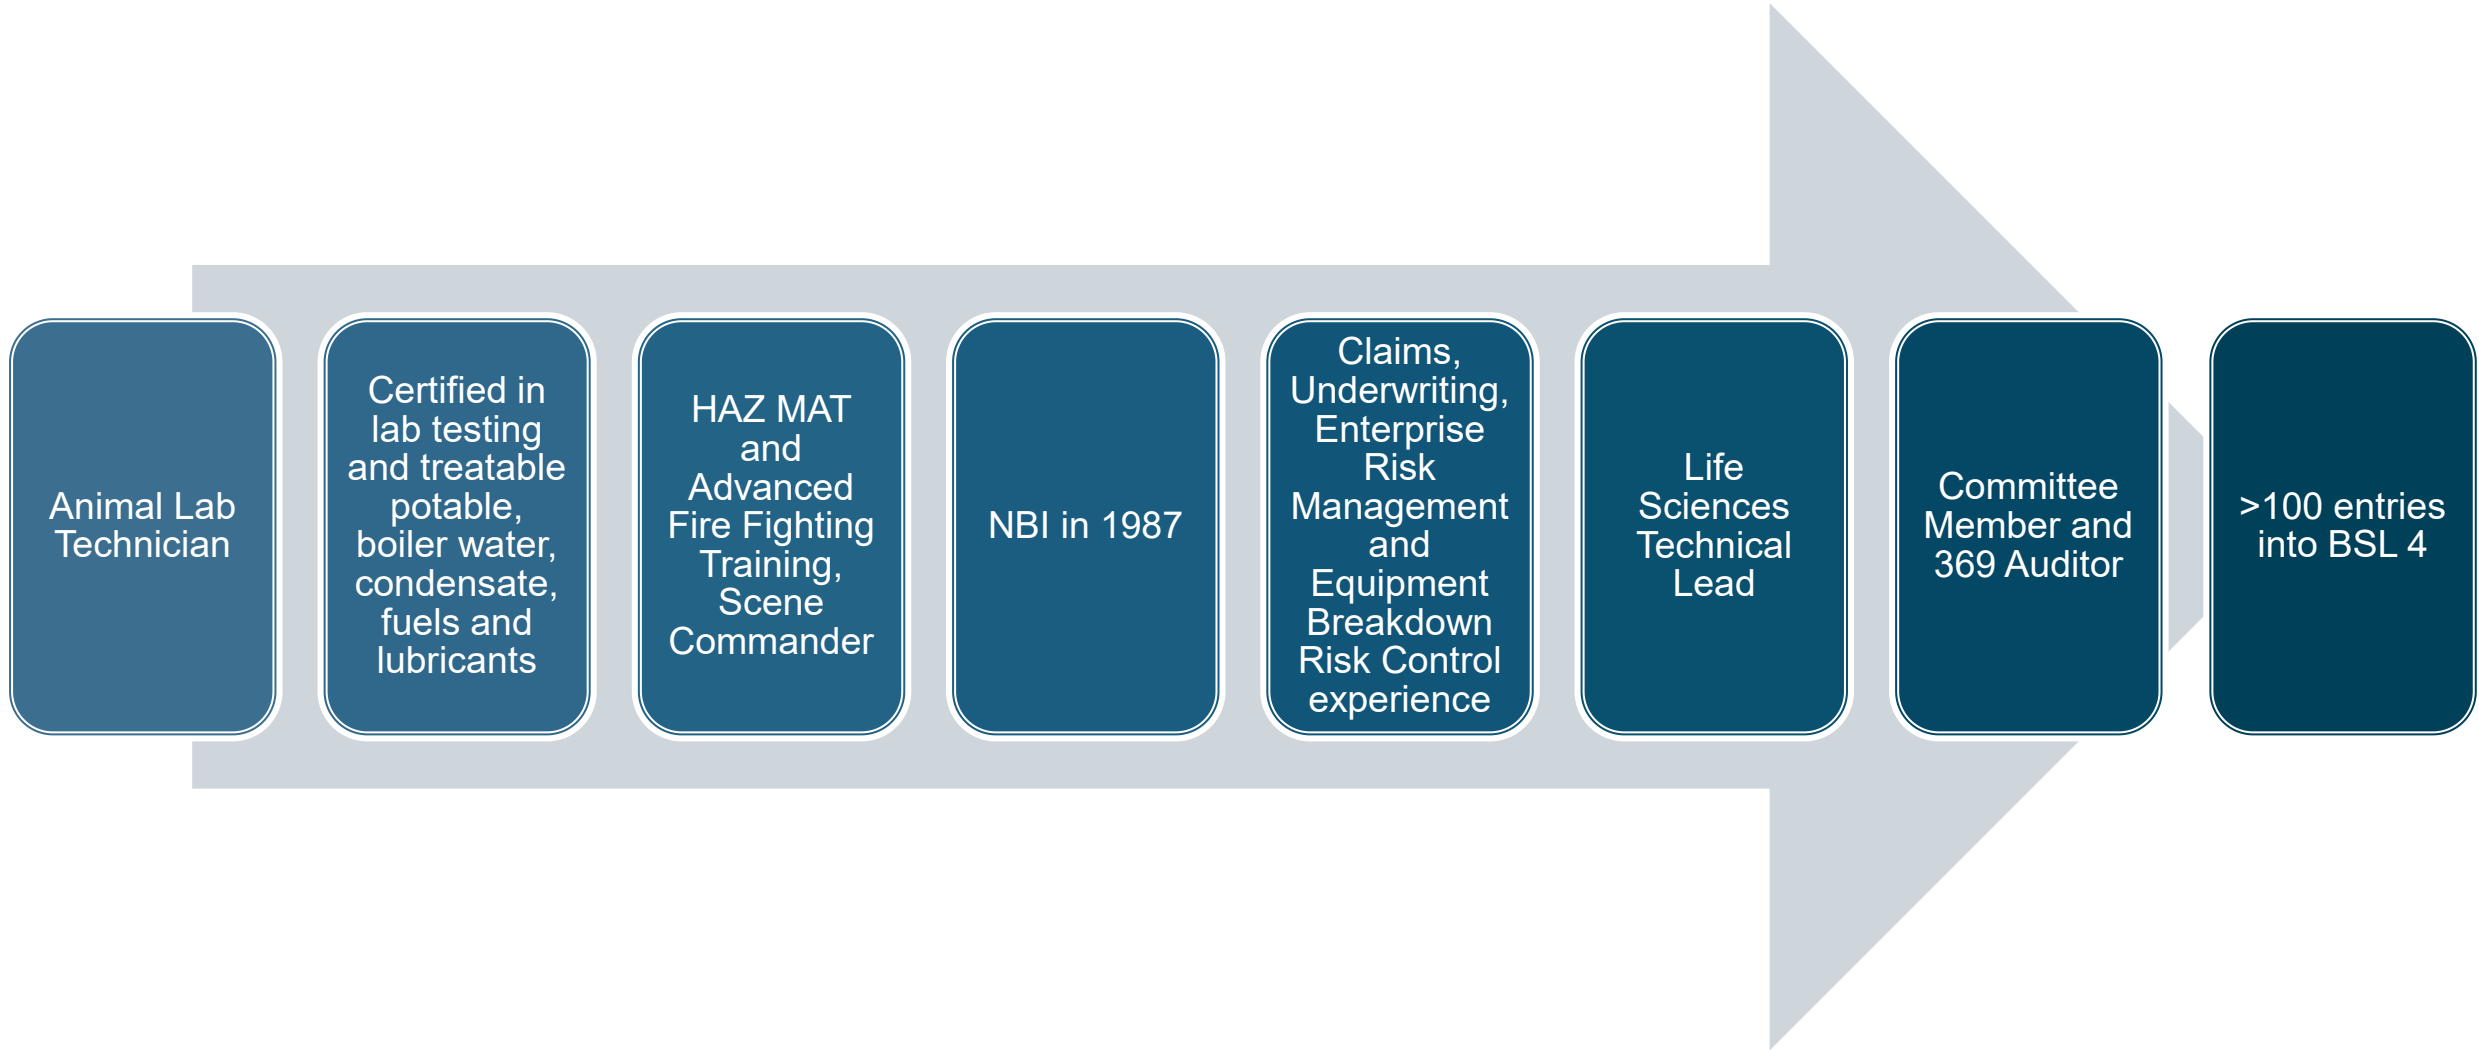 Animal Lab
Technician
Certified in
lab testing
and treatable
potable,
boiler water,
condensate,
fuels and
lubricants
HAZ MAT
and
Advanced
Fire Fighting
Training,
Scene
Commander
NBI in 1987
Claims,
Underwriting,
Enterprise
Risk
Management
and
Equipment
Breakdown
Risk Control
experience
Life
Sciences
Technical
Lead
Committee
Member and
369 Auditor
>100 entries
into BSL 4